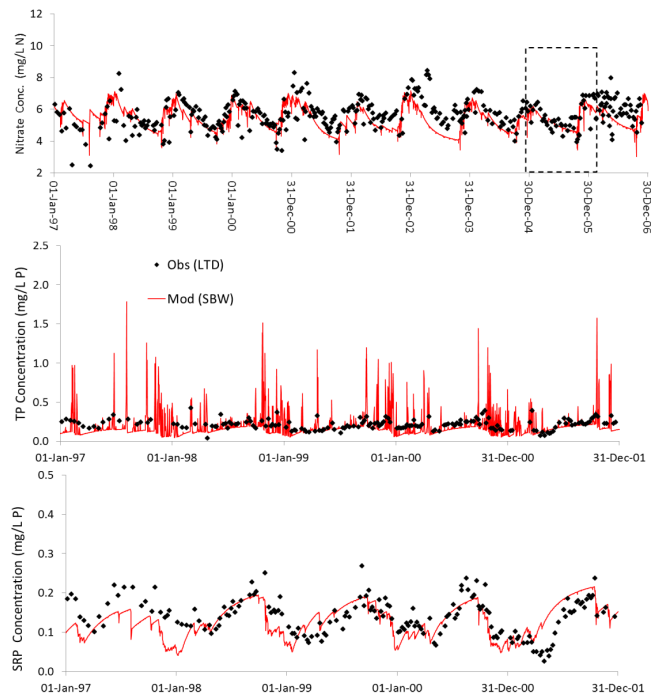 Nitrate Conc. (mg/L N)
12
10
8
6
4
2
01-Jan-97
01-Jan-98
01-Jan-99
01-Jan-00
31-Dec-00
31-Dec-01
31-Dec-02
31-Dec-03
30-Dec-04
30-Dec-05
30-Dec-06
TP Concentration (mg/L P)
2.5
2.0
1.5
1.0
0.5
0.0
Obs (LTD)
Mod (SBW)
01-Jan-97
01-Jan-98
01-Jan-99
01-Jan-00
31-Dec-00
31-Dec-01
SRP Concentration (mg/L P)
0.5
0.4
0.3
0.2
0.1
0.0
01-Jan-97
01-Jan-98
01-Jan-99
01-Jan-00
31-Dec-00
31-Dec-01